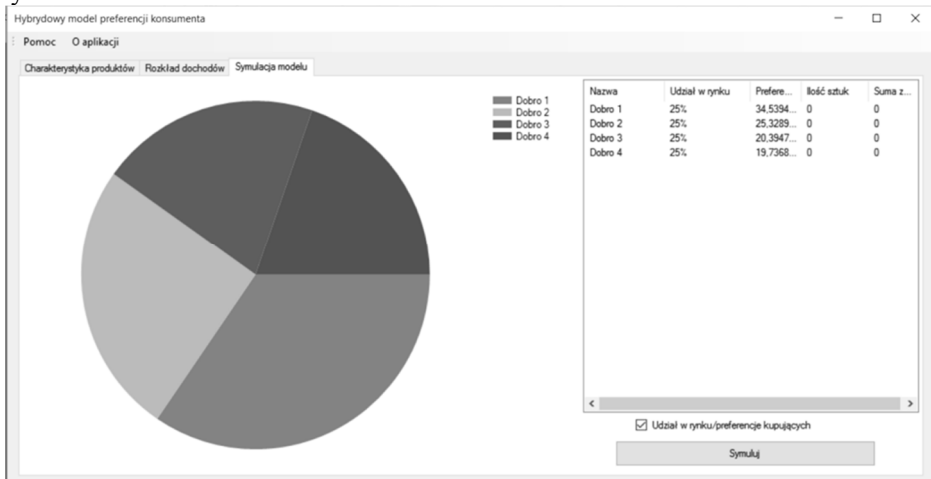 Hybrydowy model preferencji konsumenta
Pomoc O aplikacji
Charakterystyka produktów Rozkład dochodów Symulacja modelu
Dobro 1
Dobro 2
Dobro 3
Dobro 4
Nazwa Udział w rynku Prefere... Ilość sztuk Suma z...
Dobro 1 25% 34,5394... 0 0
Dobro 2 25% 25,3289... 0 0
Dobro 3 25% 20,3947... 0 0
Dobro 4 25% 19,7368... 0 0
Udział w rynku/preferencje kupujących
Symuluj